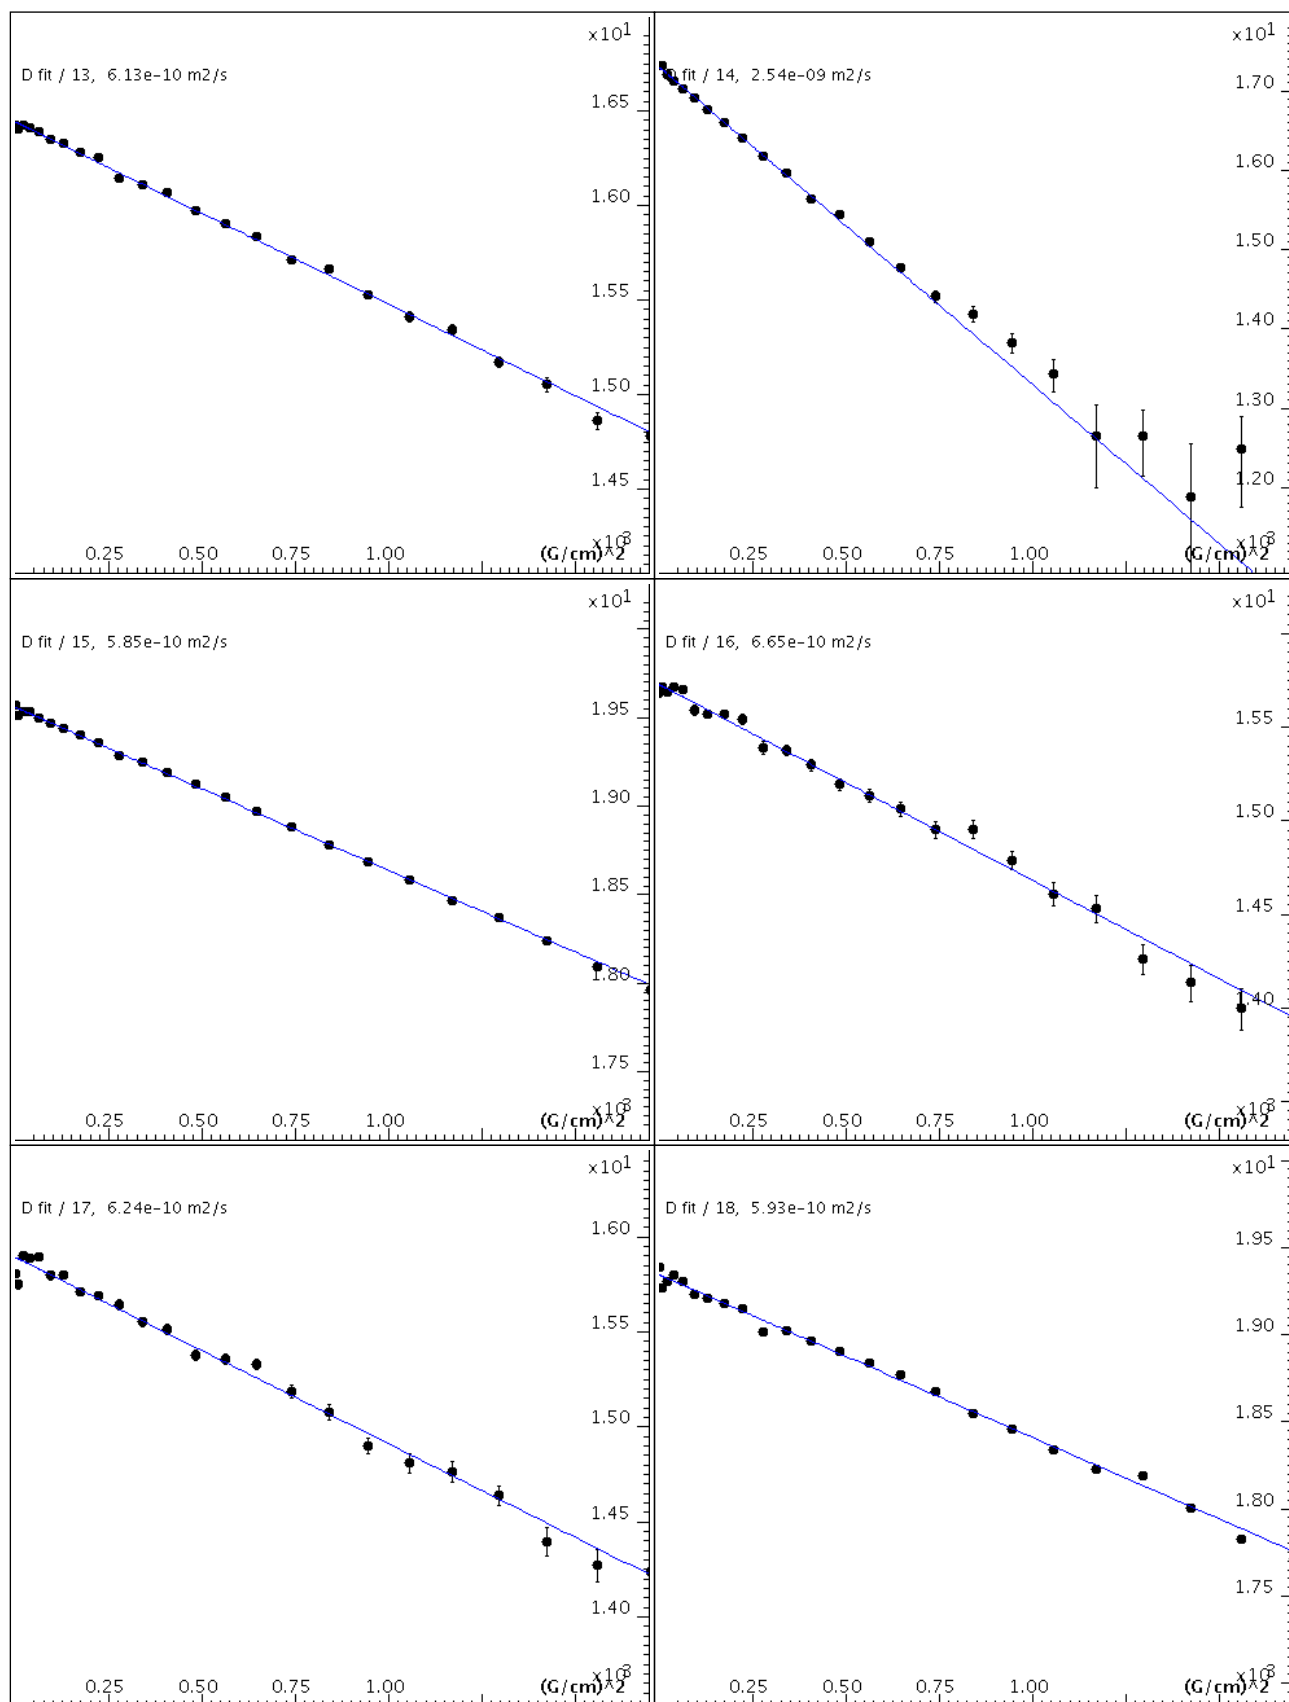 x10¹
D fit / 13, 6.13e−10 m2/s
1.65
1.60
1.55
1.50
1.45
x10³
0.25 0.50 0.75 1.00 (G/cm)^2
x10¹
D fit / 14, 2.54e−09 m2/s
1.70
1.60
1.50
1.40
1.30
1.20
x10³
0.25 0.50 0.75 1.00 (G/cm)^2
x10¹
D fit / 15, 5.85e−10 m2/s
1.95
1.90
1.85
1.80
1.75
x10³
0.25 0.50 0.75 1.00 (G/cm)^2
x10¹
D fit / 16, 6.65e−10 m2/s
1.55
1.50
1.45
1.40
x10³
0.25 0.50 0.75 1.00 (G/cm)^2
x10¹
D fit / 17, 6.24e−10 m2/s
1.60
1.55
1.50
1.45
1.40
x10³
0.25 0.50 0.75 1.00 (G/cm)^2
x10¹
D fit / 18, 5.93e−10 m2/s
1.95
1.90
1.85
1.80
1.75
x10³
0.25 0.50 0.75 1.00 (G/cm)^2